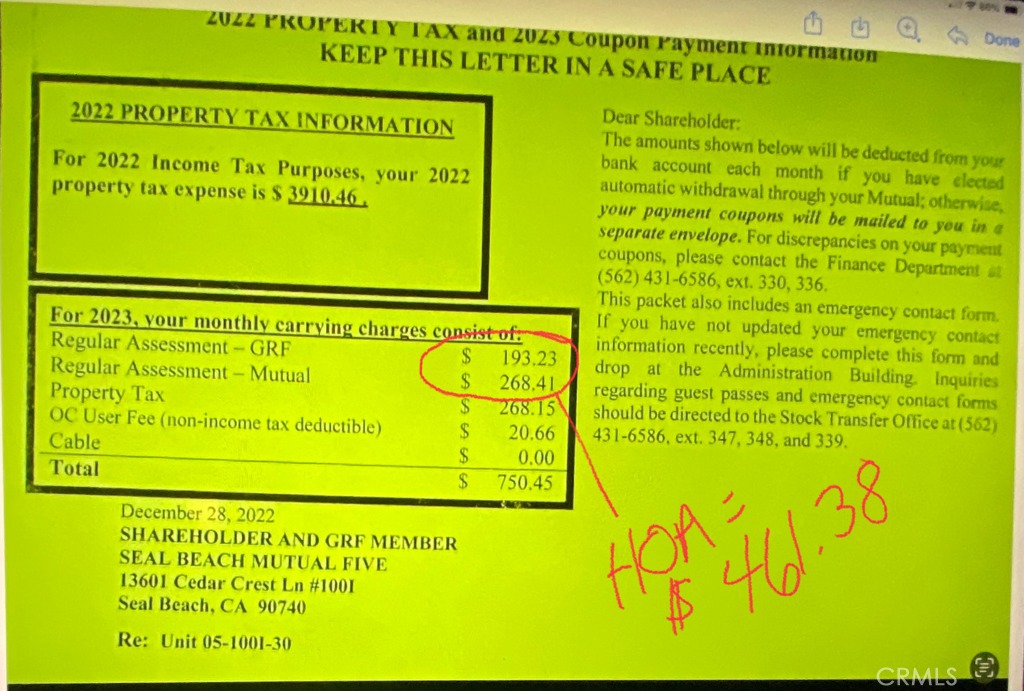 86%
Done
2022 PROPERTY TAX and 2023 Coupon Payment Information
KEEP THIS LETTER IN A SAFE PLACE
2022 PROPERTY TAX INFORMATION
For 2022 Income Tax Purposes, your 2022
property tax expense is $ 3910.46 .
For 2023, your monthly carrying charges consist of:
Regular Assessment – GRF $ 193.23
Regular Assessment – Mutual $ 268.41
Property Tax $ 268.15
OC User Fee (non-income tax deductible) $ 20.66
Cable $ 0.00
Total $ 750.45
December 28, 2022
SHAREHOLDER AND GRF MEMBER
SEAL BEACH MUTUAL FIVE
13601 Cedar Crest Ln #100I
Seal Beach, CA 90740
Re: Unit 05-100I-30
Dear Shareholder:
The amounts shown below will be deducted from your
bank account each month if you have elected
automatic withdrawal through your Mutual; otherwise,
your payment coupons will be mailed to you in a
separate envelope. For discrepancies on your payment
coupons, please contact the Finance Department at
(562) 431-6586, ext. 330, 336.
This packet also includes an emergency contact form.
If you have not updated your emergency contact
information recently, please complete this form and
drop at the Administration Building. Inquiries
regarding guest passes and emergency contact forms
should be directed to the Stock Transfer Office at (562)
431-6586, ext. 347, 348, and 339.
HOA =
$ 461.38
CRMLS